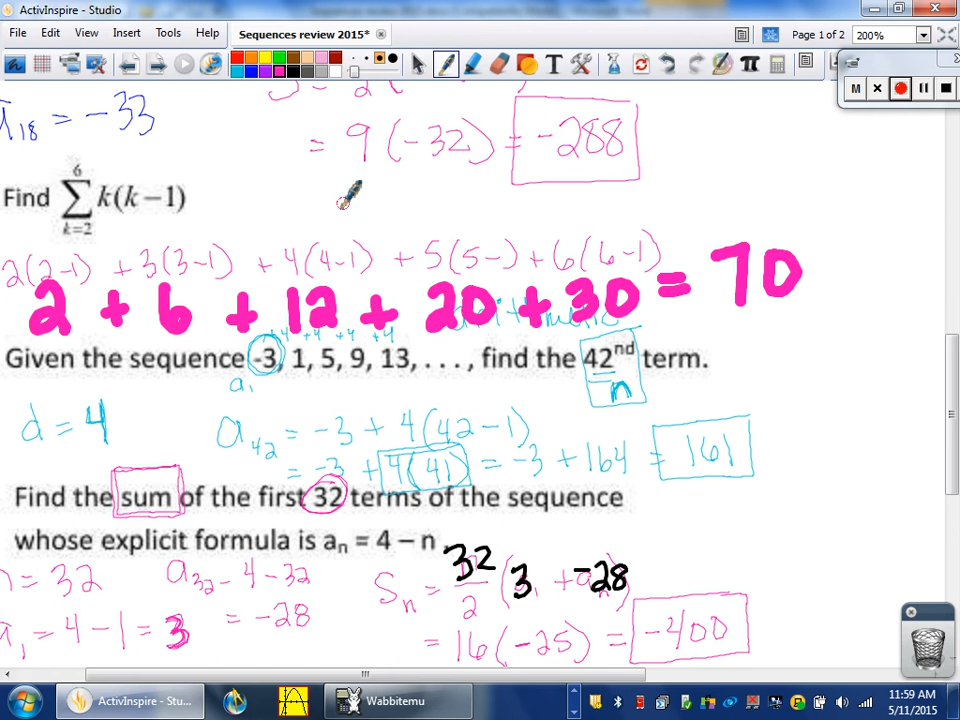 ActivInspire - Studio
File Edit View Insert Tools Help Sequences review 2015* Page 1 of 2 200%
M
a18 = -33
= 9 (-32) = -288
Find 6 ∑ k=2 k(k−1)
2(2-1) + 3(3-1) + 4(4-1) + 5(5-) + 6(6-1)
2 + 6 + 12 + 20 + 30 = 70
+4 +4 +4 +4
Given the sequence -3, 1, 5, 9, 13, . . . , find the 42nd term.
a1 n
d = 4 a42 = -3 + 4(42-1)
= -3 + 4(41) = -3 + 164 = 161
Find the sum of the first 32 terms of the sequence
whose explicit formula is an = 4 – n
= 32 a32 - 4 - 32 Sn = 32/2 (3 + -28)
a1 = 4 - 1 = 3 = -28 = 16(-25) = -400
ActivInspire - Studi... Wabbitemu 11:59 AM
5/11/2015